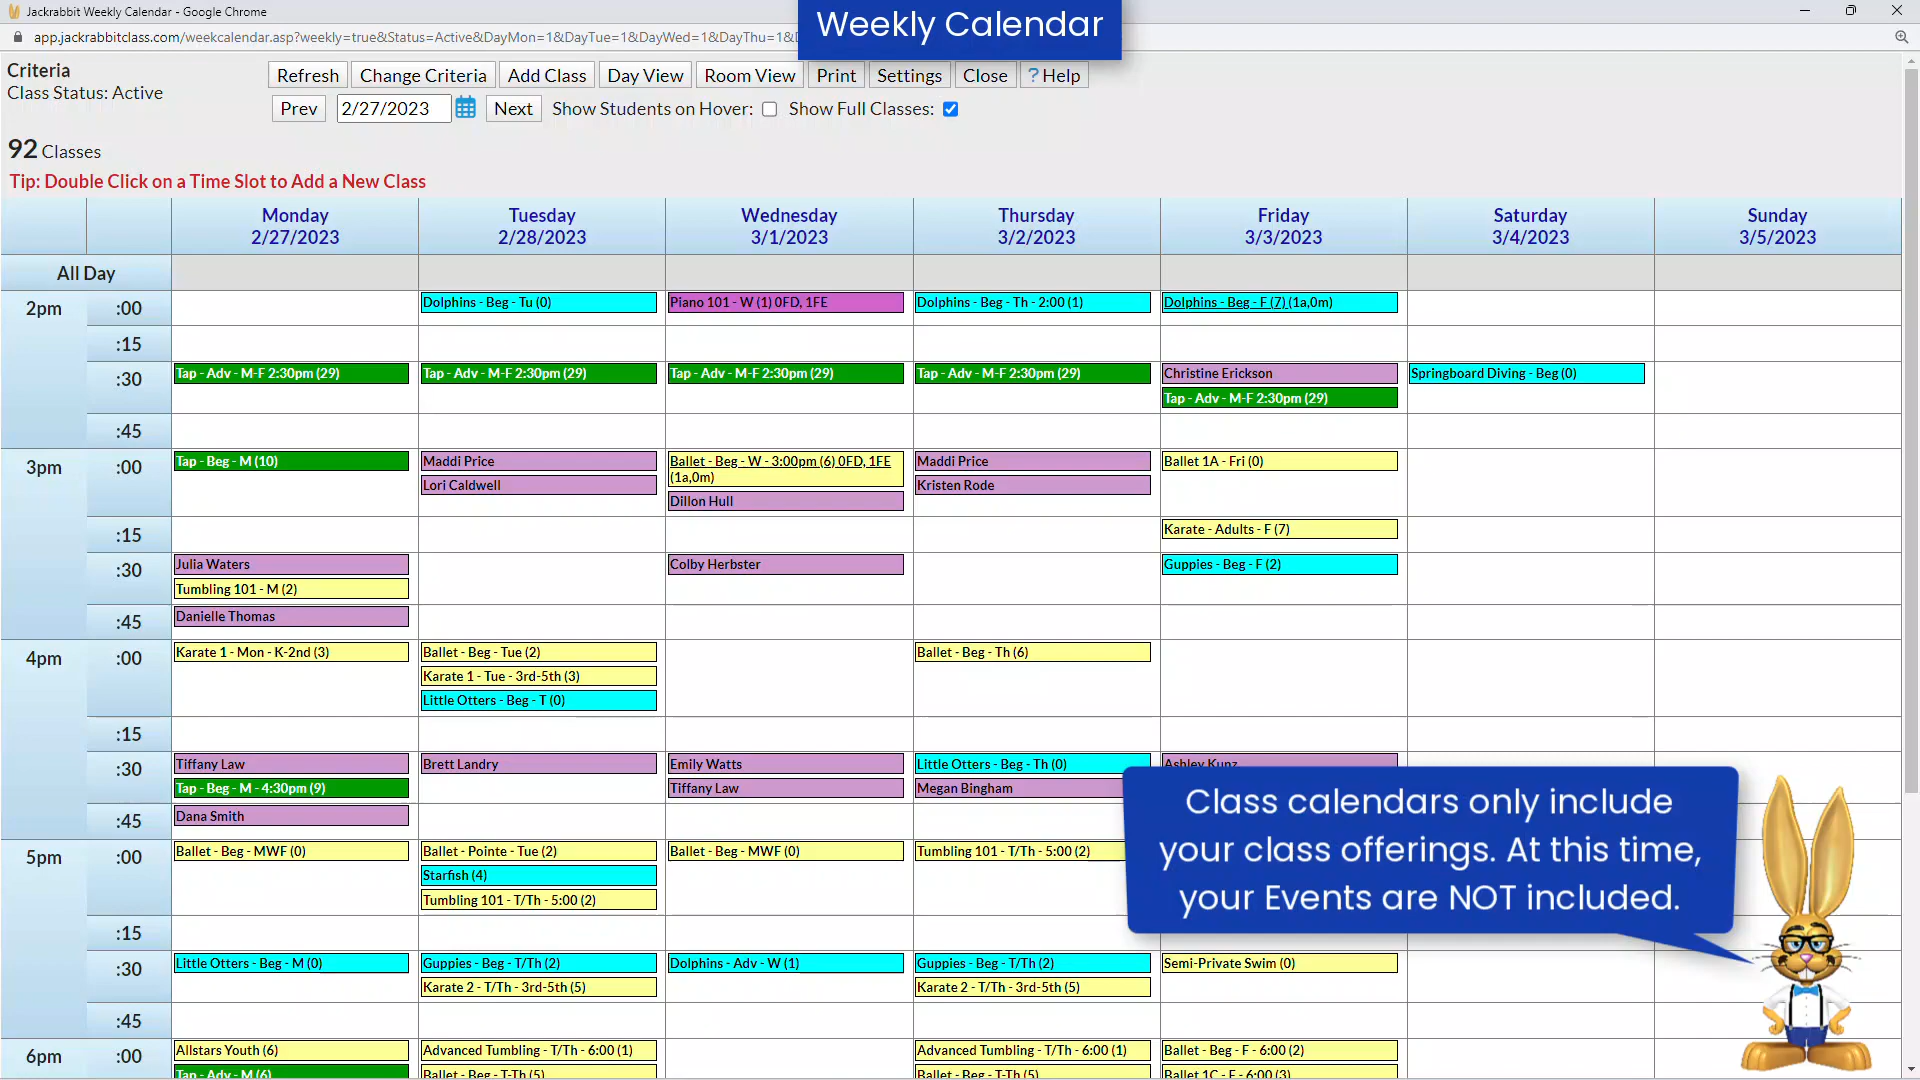 Jackrabbit Weekly Calendar - Google Chrome
Weekly Calendar
app.jackrabbitclass.com/weekcalendar.asp?weekly=true&Status=Active&DayMon=1&DayTue=1&DayWed=1&DayThu=1&
Criteria
Class Status: Active
Refresh Change Criteria Add Class Day View Room View Print Settings Close ? Help
Prev 2/27/2023 Next Show Students on Hover: Show Full Classes:
92 Classes
Tip: Double Click on a Time Slot to Add a New Class
Monday Tuesday Wednesday Thursday Friday Saturday Sunday
2/27/2023 2/28/2023 3/1/2023 3/2/2023 3/3/2023 3/4/2023 3/5/2023
All Day
2pm :00 Dolphins - Beg - Tu (0) Piano 101 - W (1) 0FD, 1FE Dolphins - Beg - Th - 2:00 (1) Dolphins - Beg - F (7) (1a,0m)
:15
:30 Tap - Adv - M-F 2:30pm (29) Tap - Adv - M-F 2:30pm (29) Tap - Adv - M-F 2:30pm (29) Tap - Adv - M-F 2:30pm (29) Christine Erickson Springboard Diving - Beg (0)
Tap - Adv - M-F 2:30pm (29)
:45
3pm :00 Tap - Beg - M (10) Maddi Price Ballet - Beg - W - 3:00pm (6) 0FD, 1FE Maddi Price Ballet 1A - Fri (0)
Lori Caldwell (1a,0m) Kristen Rode
Dillon Hull
:15 Karate - Adults - F (7)
:30 Julia Waters Colby Herbster Guppies - Beg - F (2)
Tumbling 101 - M (2)
:45 Danielle Thomas
4pm :00 Karate 1 - Mon - K-2nd (3) Ballet - Beg - Tue (2) Ballet - Beg - Th (6)
Karate 1 - Tue - 3rd-5th (3)
Little Otters - Beg - T (0)
:15
:30 Tiffany Law Brett Landry Emily Watts Little Otters - Beg - Th (0) Ashley Kunz
Tap - Beg - M - 4:30pm (9) Tiffany Law Megan Bingham
:45 Dana Smith
5pm :00 Ballet - Beg - MWF (0) Ballet - Pointe - Tue (2) Ballet - Beg - MWF (0) Tumbling 101 - T/Th - 5:00 (2)
Starfish (4)
Tumbling 101 - T/Th - 5:00 (2)
:15
:30 Little Otters - Beg - M (0) Guppies - Beg - T/Th (2) Dolphins - Adv - W (1) Guppies - Beg - T/Th (2) Semi-Private Swim (0)
Karate 2 - T/Th - 3rd-5th (5) Karate 2 - T/Th - 3rd-5th (5)
:45
6pm :00 Allstars Youth (6) Advanced Tumbling - T/Th - 6:00 (1) Advanced Tumbling - T/Th - 6:00 (1) Ballet - Beg - F - 6:00 (2)
Tap - Adv - M (6) Ballet - Beg - T-Th (5) Ballet - Beg - T-Th (5) Ballet 1C - F - 6:00 (3)
Class calendars only include
your class offerings. At this time,
your Events are NOT included.